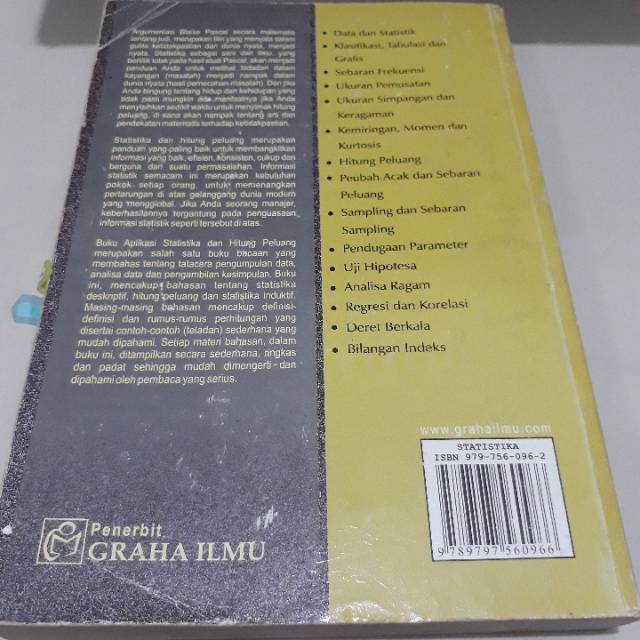 Argumentasi Blaise Pascal secara matematis
tentang judi, merupakan titn yang menyata dalam
gulita ketidakpastian dan dunia nyata, menjadi
nyata. Statistika sebagai seni dan ilmu, yang
bertitik tolak pada hasil studi Pascal, akan menjadi
panduan Anda untuk melihat bidadari dalam
kayangan (masalah) menjadi nampak dalam
dunia nyata (hasil pemecahan masalah). Dan jika
Anda bingung tentang hidup dan kehidupan yang
tidak pasti mungkin ada manfaatnya jika Anda
menyisihkan sedikit waktu untuk menyimak hitung
peluang, di sana akan nampak tentang arti dan
pendekatan matematis terhadap ketidakpastian.
Statistika dan hitung peluang merupakan
panduan yang paling baik untuk membangkitkan
informasi yang baik, efisien, konsisten, cukup dan
berguna dari suatu permasalahan. Informasi
statistik semacam ini merupakan kebutuhan
pokok setiap orang, untuk memenangkan
pertarungan di atas gelanggang dunia modern
yang mengglobal. Jika Anda seorang manajer,
keberhasilannya tergantung pada penguasaan
informasi statistik seperti tersebut di atas.
Buku Aplikasi Statistika dan Hitung Peluang
merupakan salah satu buku bacaan yang
membahas tentang tatacara pengumpulan data,
analisa data dan pengambilan kesimpulan. Buku
ini, mencakup bahasan tentang statistika
deskriptif, hitung peluang dan statistika induktif.
Masing-masing bahasan mencakup definisi-
definisi dan rumus-rumus perhitungan yang
disertai contoh-contoh (teladan) sederhana yang
mudah dipahami. Setiap materi bahasan, dalam
buku ini, ditampilkan secara sederhana, ringkas
dan padat sehingga mudah dimengerti dan
dipahami oleh pembaca yang serius.
Penerbit
GRAHA ILMU
• Data dan Statistik
• Klasifikasi, Tabulasi dan
Grafis
• Sebaran Frekuensi
• Ukuran Pemusatan
• Ukuran Simpangan dan
Keragaman
• Kemiringan, Momen dan
Kurtosis
• Hitung Peluang
• Peubah Acak dan Sebaran
Peluang
• Sampling dan Sebaran
Sampling
• Pendugaan Parameter
• Uji Hipotesa
• Analisa Ragam
• Regresi dan Korelasi
• Deret Berkala
• Bilangan Indeks
www.grahailmu.com
STATISTIKA
ISBN 979-756-096-2
9 789797 560966